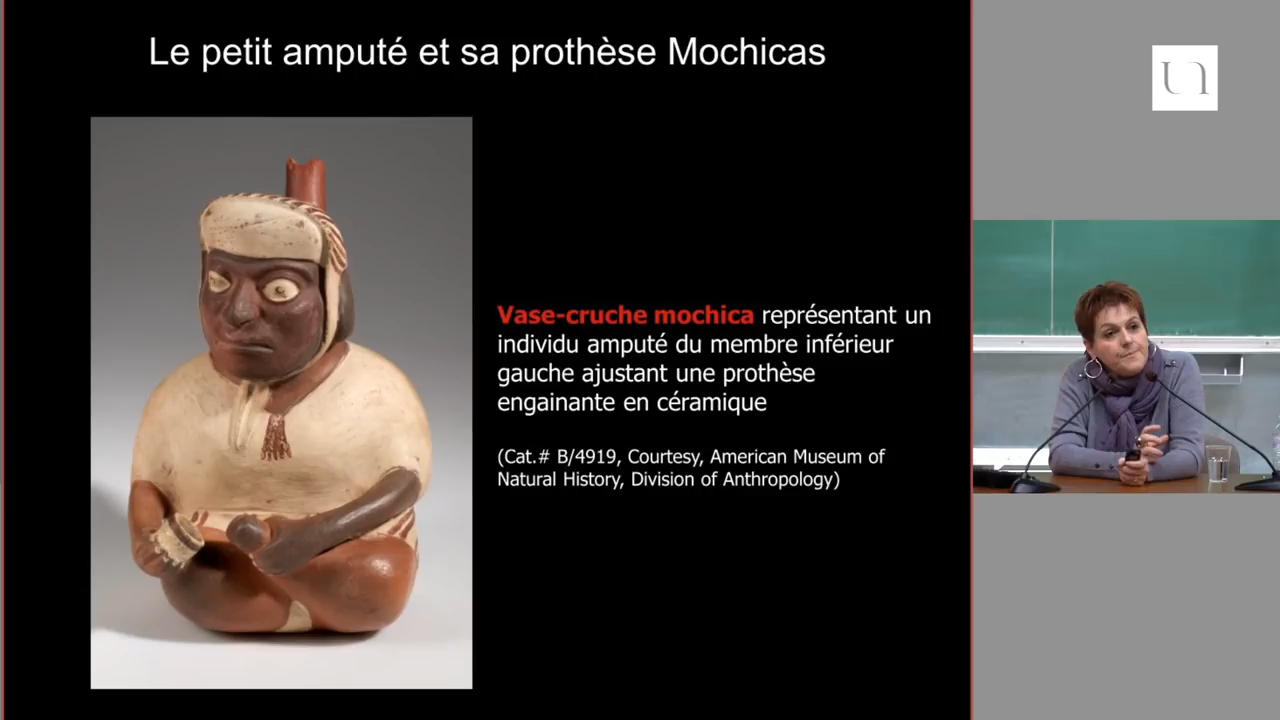 Le petit amputé et sa prothèse Mochicas
Vase-cruche mochica représentant un
individu amputé du membre inférieur
gauche ajustant une prothèse
engainante en céramique
(Cat.# B/4919, Courtesy, American Museum of
Natural History, Division of Anthropology)